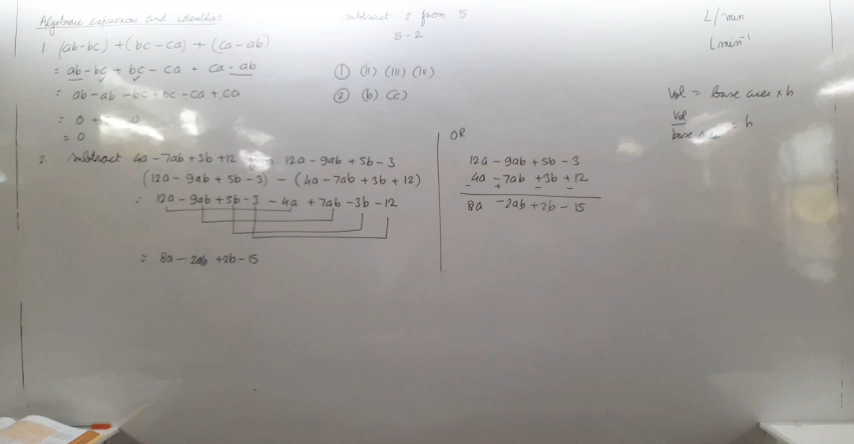 Algebraic expressions and identities
1. (ab-bc) + (bc - ca) + (ca - ab)
= ab - bc + bc - ca + ca - ab
= ab - ab - bc + bc - ca + ca
= 0 + 0
= 0
2. subtract 4a - 7ab + 3b + 12 12a - 9ab + 5b - 3
(12a - 9ab + 5b - 3) - (4a - 7ab + 3b + 12)
= 12a - 9ab + 5b - 3 - 4a + 7ab - 3b - 12
= 8a - 2ab + 2b - 15
subtract 2 from 5
5 - 2
① (ii) (iii) (iv)
② (b) (c)
OR
12a - 9ab + 5b - 3
4a - 7ab + 3b + 12
- + - -
8a - 2ab + 2b - 15
L/min
L min⁻¹
Vol = base area × h
Vol
base = h